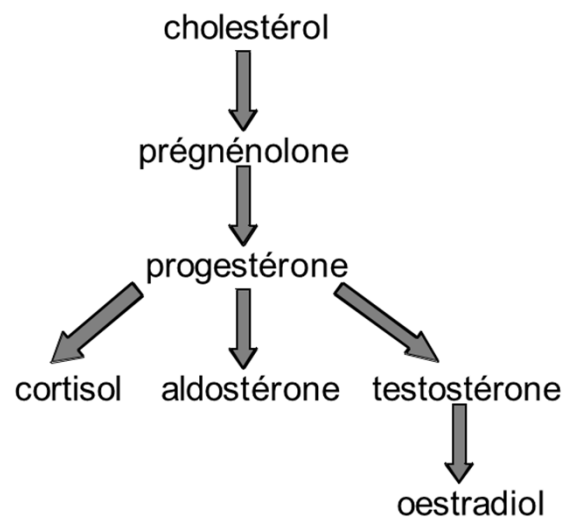 cholestérol
prégnénolone
progestérone
cortisol aldostérone testostérone
oestradiol